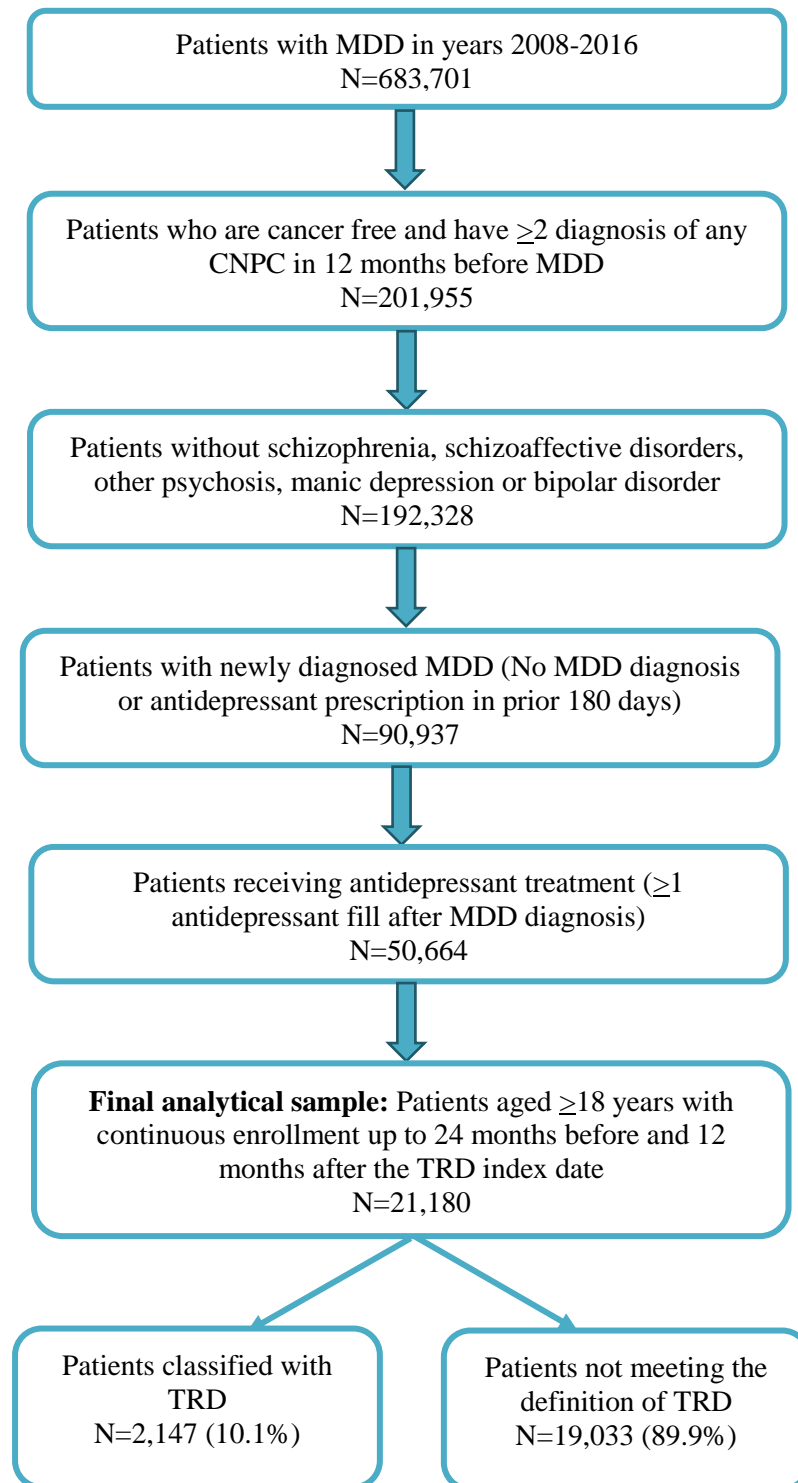 Patients with MDD in years 2008-2016
N=683,701
Patients who are cancer free and have ≥2 diagnosis of any
CNPC in 12 months before MDD
N=201,955
Patients without schizophrenia, schizoaffective disorders,
other psychosis, manic depression or bipolar disorder
N=192,328
Patients with newly diagnosed MDD (No MDD diagnosis
or antidepressant prescription in prior 180 days)
N=90,937
Patients receiving antidepressant treatment (≥1
antidepressant fill after MDD diagnosis)
N=50,664
Final analytical sample: Patients aged ≥18 years with
continuous enrollment up to 24 months before and 12
months after the TRD index date
N=21,180
Patients classified with
TRD
N=2,147 (10.1%)
Patients not meeting the
definition of TRD
N=19,033 (89.9%)